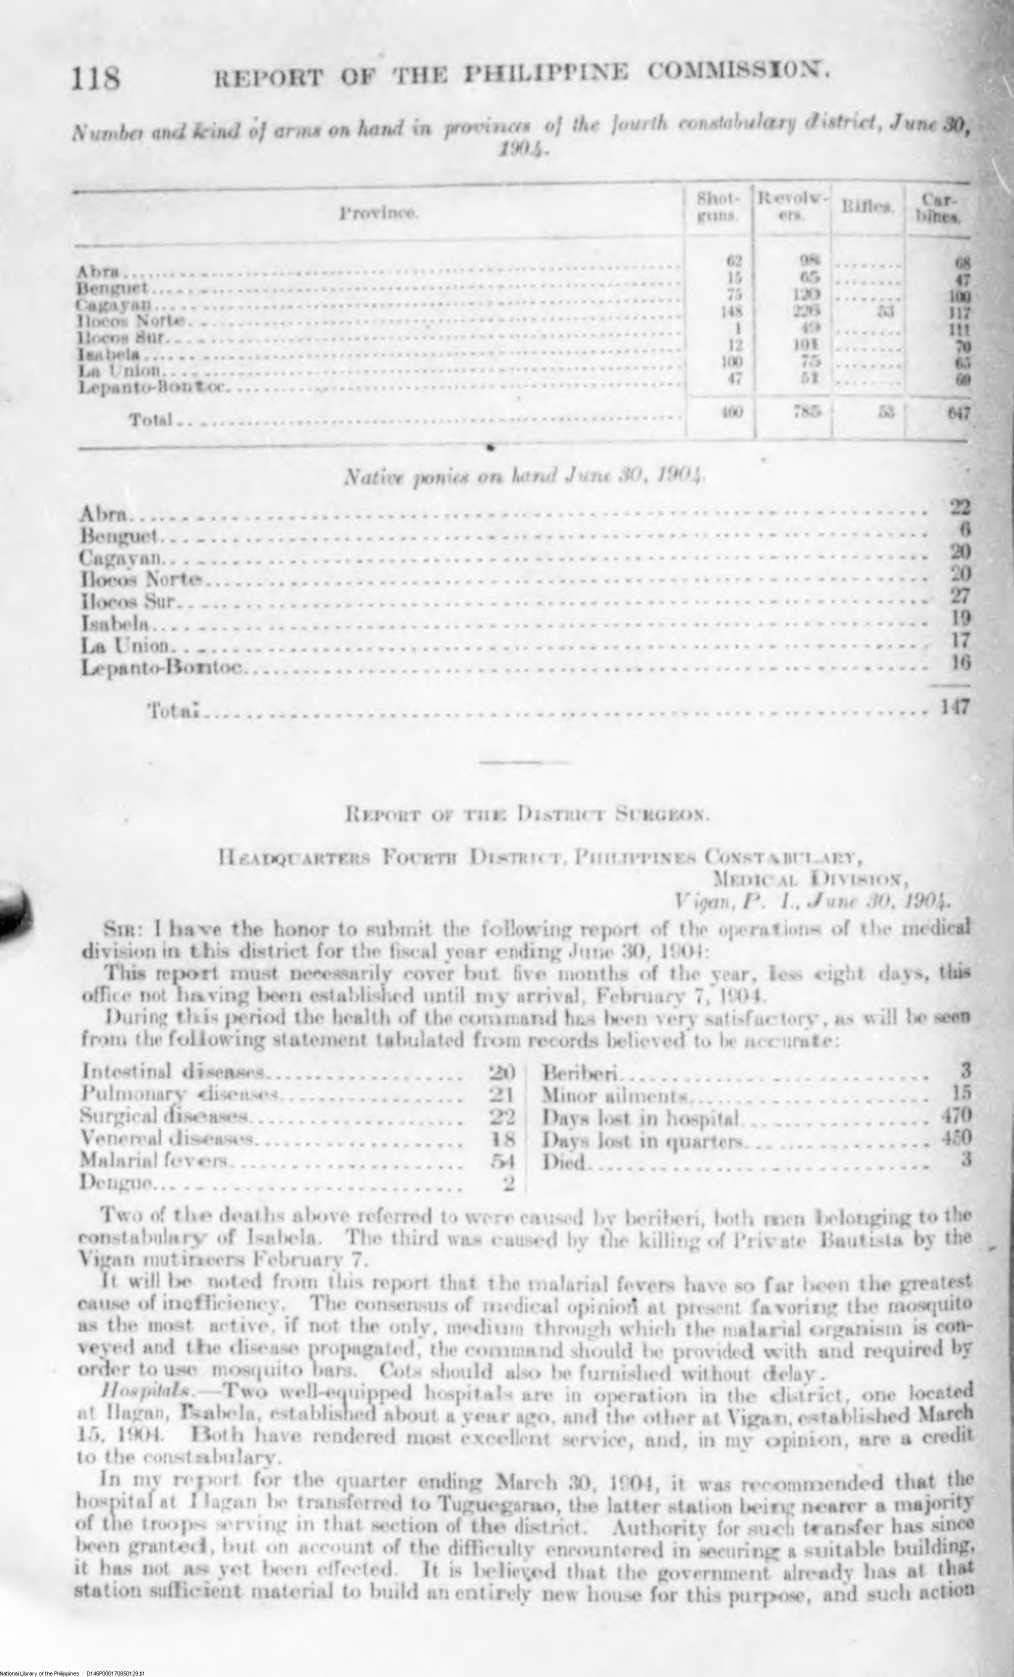 118 REPORT OF THE PHILIPPINE COMMISSION.
Number and kind of arms on hand in provinces of the fourth constabulary district, June 30,
1904.
Province. Shot-guns. Revolv-ers. Rifles. Car-bines.
Abra 62 98 68
Benguet 15 65 47
Cagayan 75 120 100
Ilocos Norte 148 226 53 117
Ilocos Sur 1 49 111
Isabela 12 101 70
La Union 100 75 65
Lepanto-Bontoc 47 51 69
Total 460 785 53 647
Native ponies on hand June 30, 1904.
Abra 22
Benguet 6
Cagayan 20
Ilocos Norte 20
Ilocos Sur 27
Isabela 19
La Union 17
Lepanto-Bontoc 16
Total 147
REPORT OF THE DISTRICT SURGEON.
HEADQUARTERS FOURTH DISTRICT, PHILIPPINES CONSTABULARY,
MEDICAL DIVISION,
Vigan, P. I., June 30, 1904.
SIR: I have the honor to submit the following report of the operations of the medical
division in this district for the fiscal year ending June 30, 1904:
This report must necessarily cover but five months of the year, less eight days, this
office not having been established until my arrival, February 7, 1904.
During this period the health of the command has been very satisfactory, as will be seen
from the following statement tabulated from records believed to be accurate:
Intestinal diseases 20
Pulmonary diseases 21
Surgical diseases 22
Venereal diseases 18
Malarial fevers 54
Dengue 2
Beriberi 3
Minor ailments 15
Days lost in hospital 470
Days lost in quarters 450
Died 3
Two of the deaths above referred to were caused by beriberi, both men belonging to the
constabulary of Isabela. The third was caused by the killing of Private Bautista by the
Vigan mutineers February 7.
It will be noted from this report that the malarial fevers have so far been the greatest
cause of inefficiency. The consensus of medical opinion at present favoring the mosquito
as the most active, if not the only, medium through which the malarial organism is con-
veyed and the disease propagated, the command should be provided with and required by
order to use mosquito bars. Cots should also be furnished without delay.
Hospitals.—Two well-equipped hospitals are in operation in the district, one located
at Ilagan, Isabela, established about a year ago, and the other at Vigan, established March
15, 1904. Both have rendered most excellent service, and, in my opinion, are a credit
to the constabulary.
In my report for the quarter ending March 30, 1904, it was recommended that the
hospital at Ilagan be transferred to Tuguegarao, the latter station being nearer a majority
of the troops serving in that section of the district. Authority for such transfer has since
been granted, but on account of the difficulty encountered in securing a suitable building,
it has not as yet been effected. It is believed that the government already has at that
station sufficient material to build an entirely new house for this purpose, and such action
National Library of the Philippines